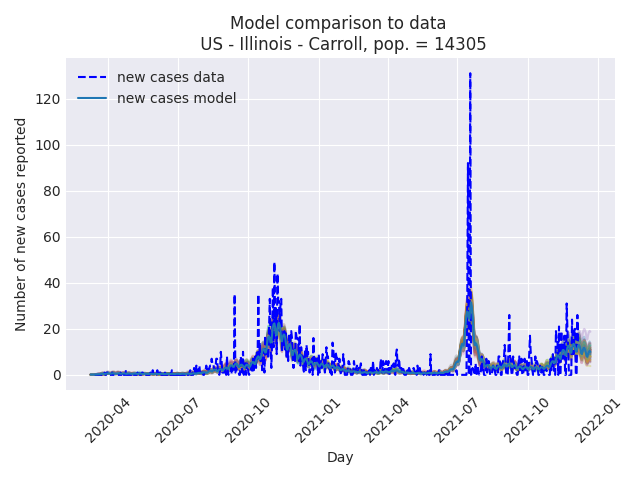 Model comparison to data
US - Illinois - Carroll, pop. = 14305
new cases data
new cases model
Number of new cases reported
120
100
80
60
40
20
0
2020-04
2020-07
2020-10
2021-01
2021-04
2021-07
2021-10
2022-01
Day